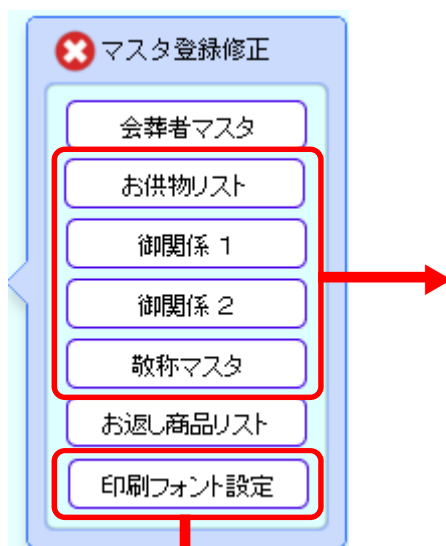 マスタ登録修正
会葬者マスタ
お供物リスト
御関係 1
御関係 2
敬称マスタ
お返し商品リスト
印刷フォント設定